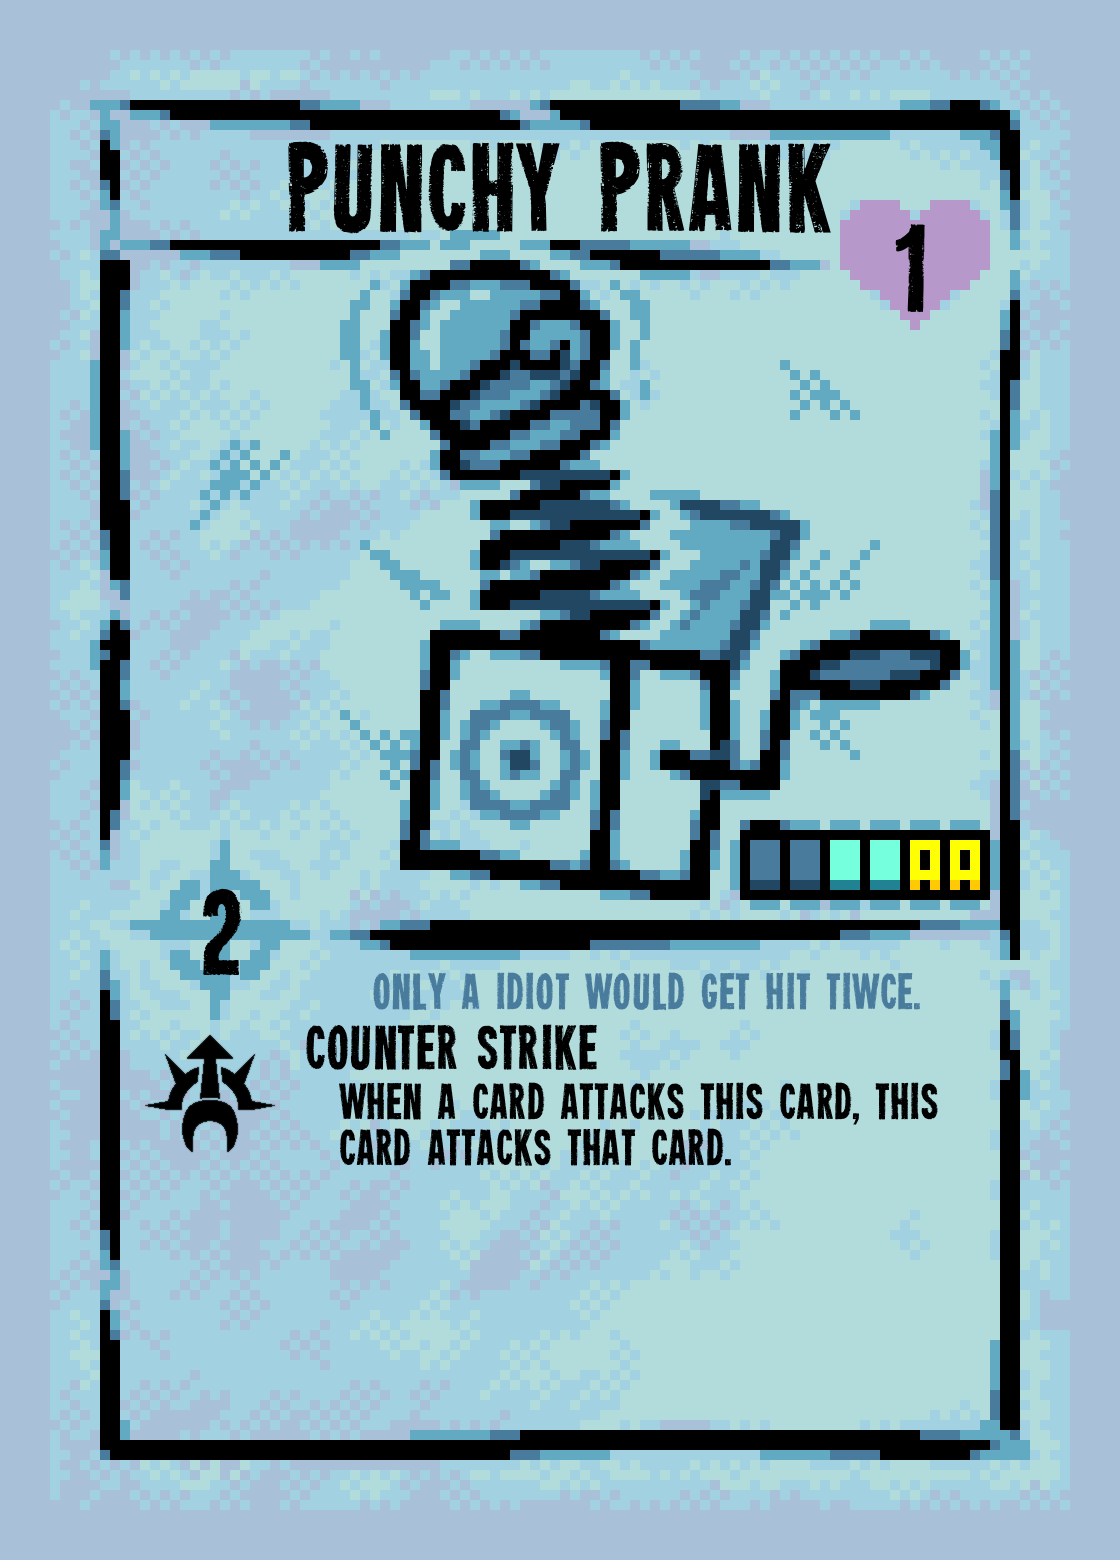 PUNCHY PRANK
1
AA
2
ONLY A IDIOT WOULD GET HIT TIWCE.
COUNTER STRIKE
WHEN A CARD ATTACKS THIS CARD, THIS
CARD ATTACKS THAT CARD.